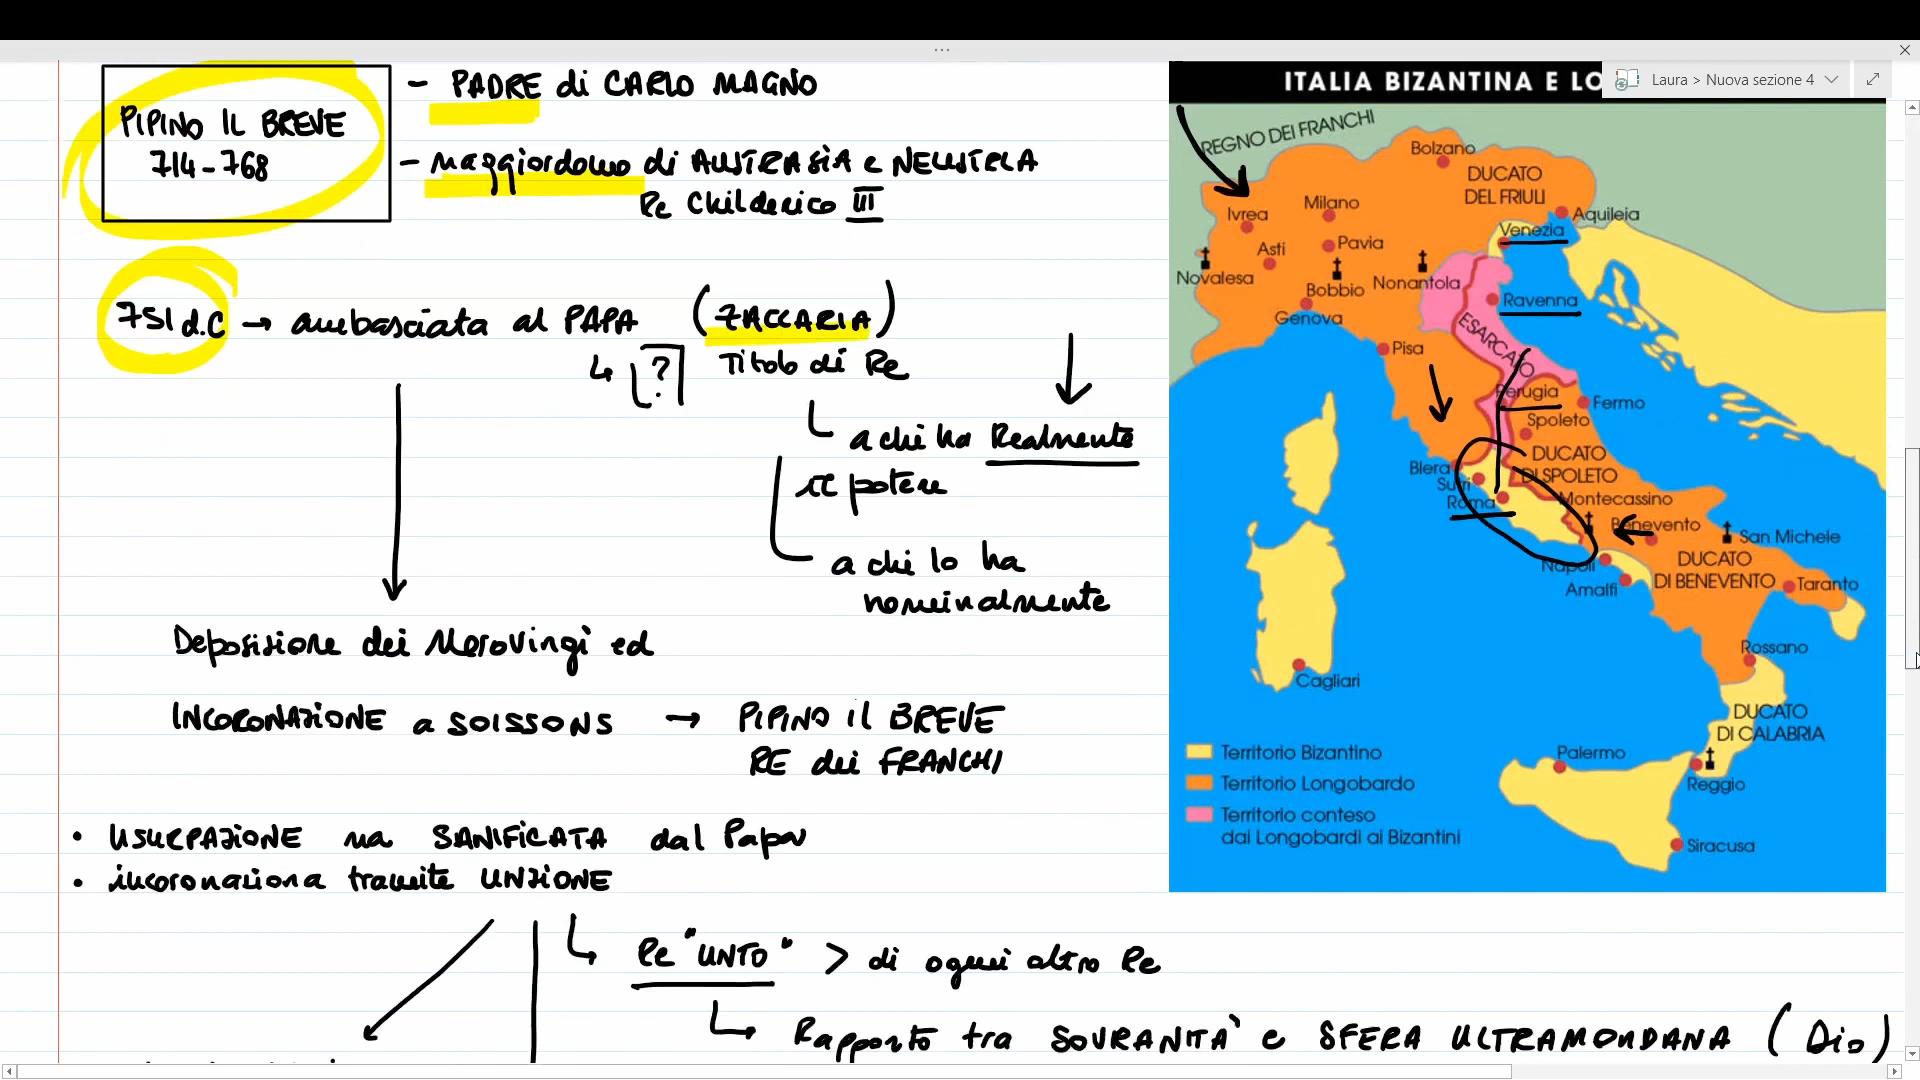 Laura > Nuova sezione 4
PIPINO IL BREVE
714-768
- PADRE di CARLO MAGNO
- maggiordomo di AUSTRASIA e NEUSTRIA
Re Childerico III
751 d.C → ambasciata al PAPA (ZACCARIA)
?
Titolo di Re
a chi ha Realmente
il potere
a chi lo ha
nominalmente
Deposizione dei Merovingi ed
INCORONAZIONE a SOISSONS → PIPINO il BREVE
RE dei FRANCHI
• USURPAZIONE ma SANIFICATA dal Papa
• incoronaziona tramite UNZIONE
Re "UNTO" > di ogni altro Re
Rapporto tra SOVRANITA' e SFERA ULTRAMONDANA (Dio)
ITALIA BIZANTINA E LO
REGNO DEI FRANCHI
Bolzano
DUCATO
DEL FRIULI
Ivrea
Milano
Aquileia
Venezia
Asti
Pavia
Novalesa
Bobbio
Nonantola
Ravenna
Genova
ESARCATO
Pisa
Perugia
Fermo
Spoleto
DUCATO
DI SPOLETO
Blera
Sutri
Roma
Montecassino
Benevento
San Michele
Napoli
DUCATO
DI BENEVENTO
Amalfi
Taranto
Rossano
Cagliari
DUCATO
DI CALABRIA
Palermo
Reggio
Siracusa
Territorio Bizantino
Territorio Longobardo
Territorio conteso
dai Longobardi ai Bizantini